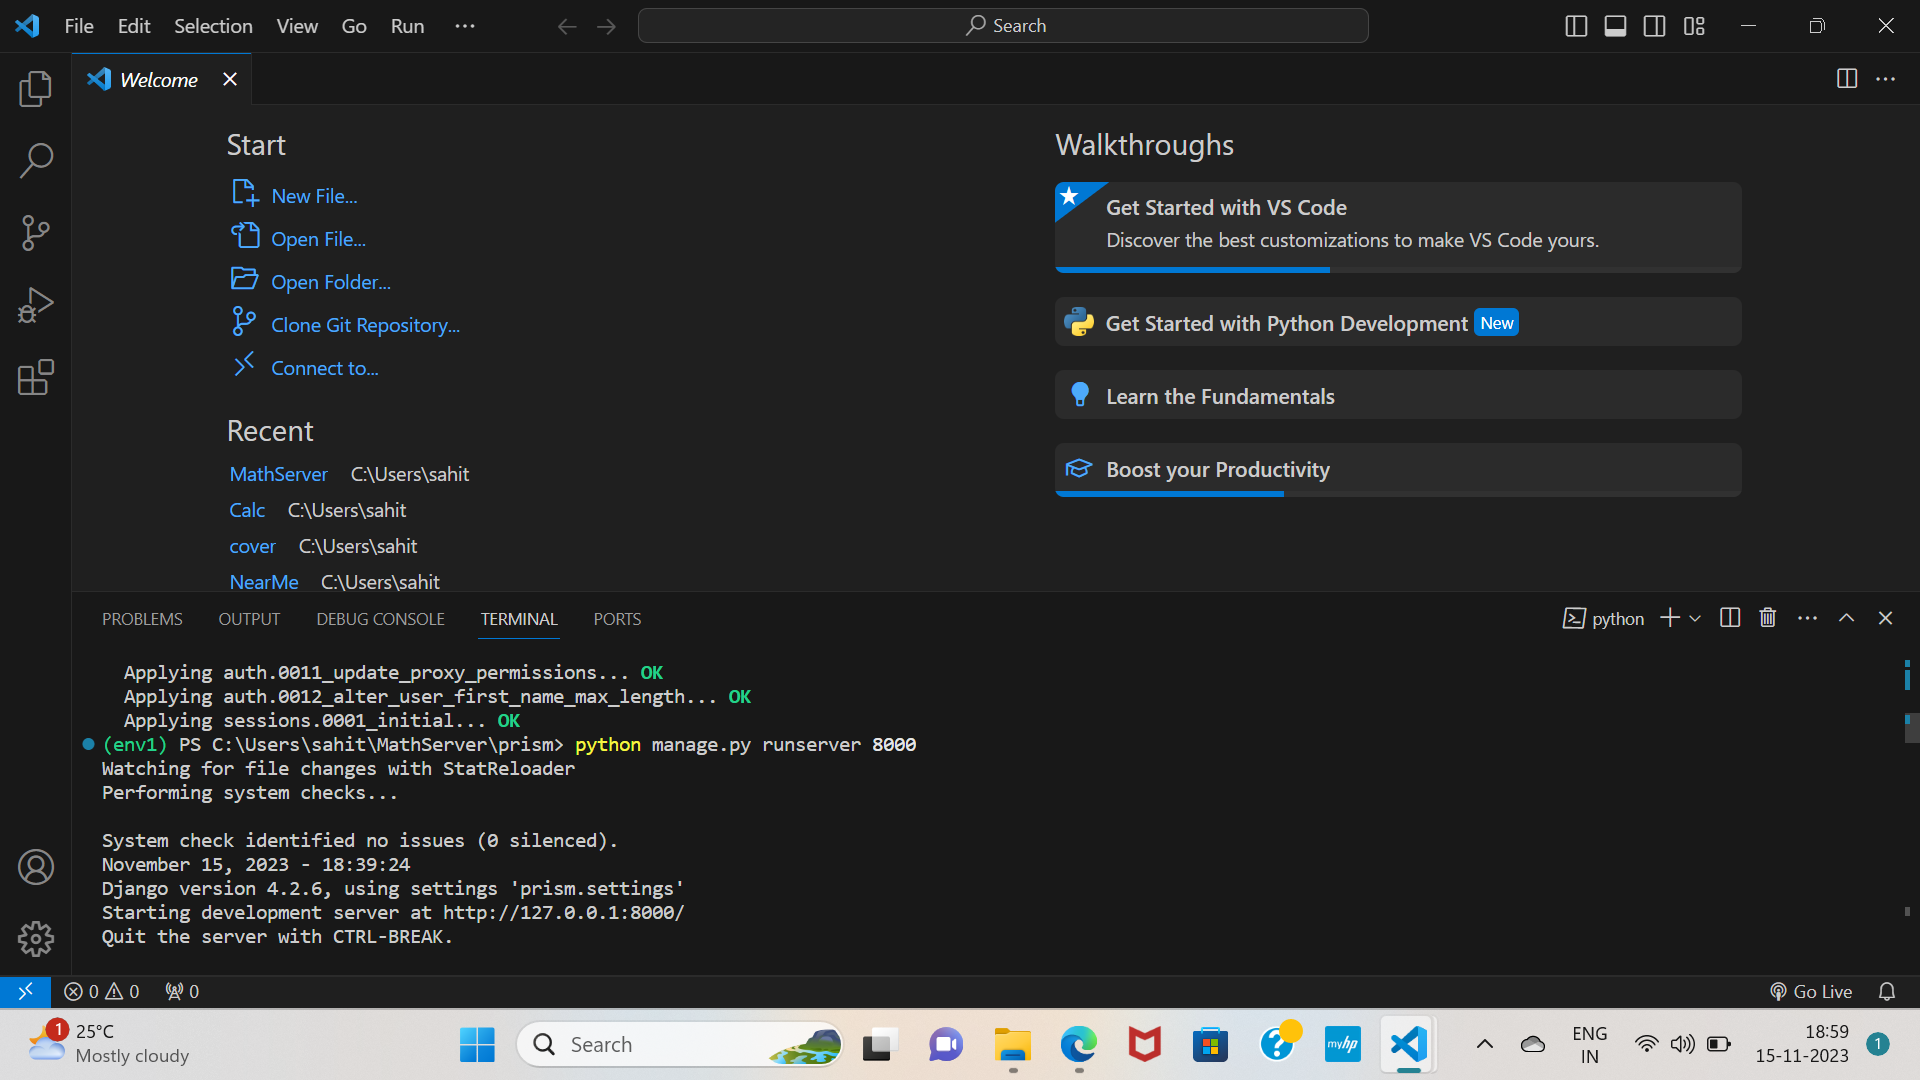 File Edit Selection View Go Run ···
Search
Welcome
Start
New File...
Open File...
Open Folder...
Clone Git Repository...
Connect to...
Recent
MathServer C:\Users\sahit
Calc C:\Users\sahit
cover C:\Users\sahit
NearMe C:\Users\sahit
Walkthroughs
Get Started with VS Code
Discover the best customizations to make VS Code yours.
Get Started with Python Development New
Learn the Fundamentals
Boost your Productivity
PROBLEMS OUTPUT DEBUG CONSOLE TERMINAL PORTS
python
Applying auth.0011_update_proxy_permissions... OK
Applying auth.0012_alter_user_first_name_max_length... OK
Applying sessions.0001_initial... OK
(env1) PS C:\Users\sahit\MathServer\prism> python manage.py runserver 8000
Watching for file changes with StatReloader
Performing system checks...
System check identified no issues (0 silenced).
November 15, 2023 - 18:39:24
Django version 4.2.6, using settings 'prism.settings'
Starting development server at http://127.0.0.1:8000/
Quit the server with CTRL-BREAK.
0 0 0
Go Live
1
25°C
Mostly cloudy
Search
myhp
ENG
IN
18:59
15-11-2023
1